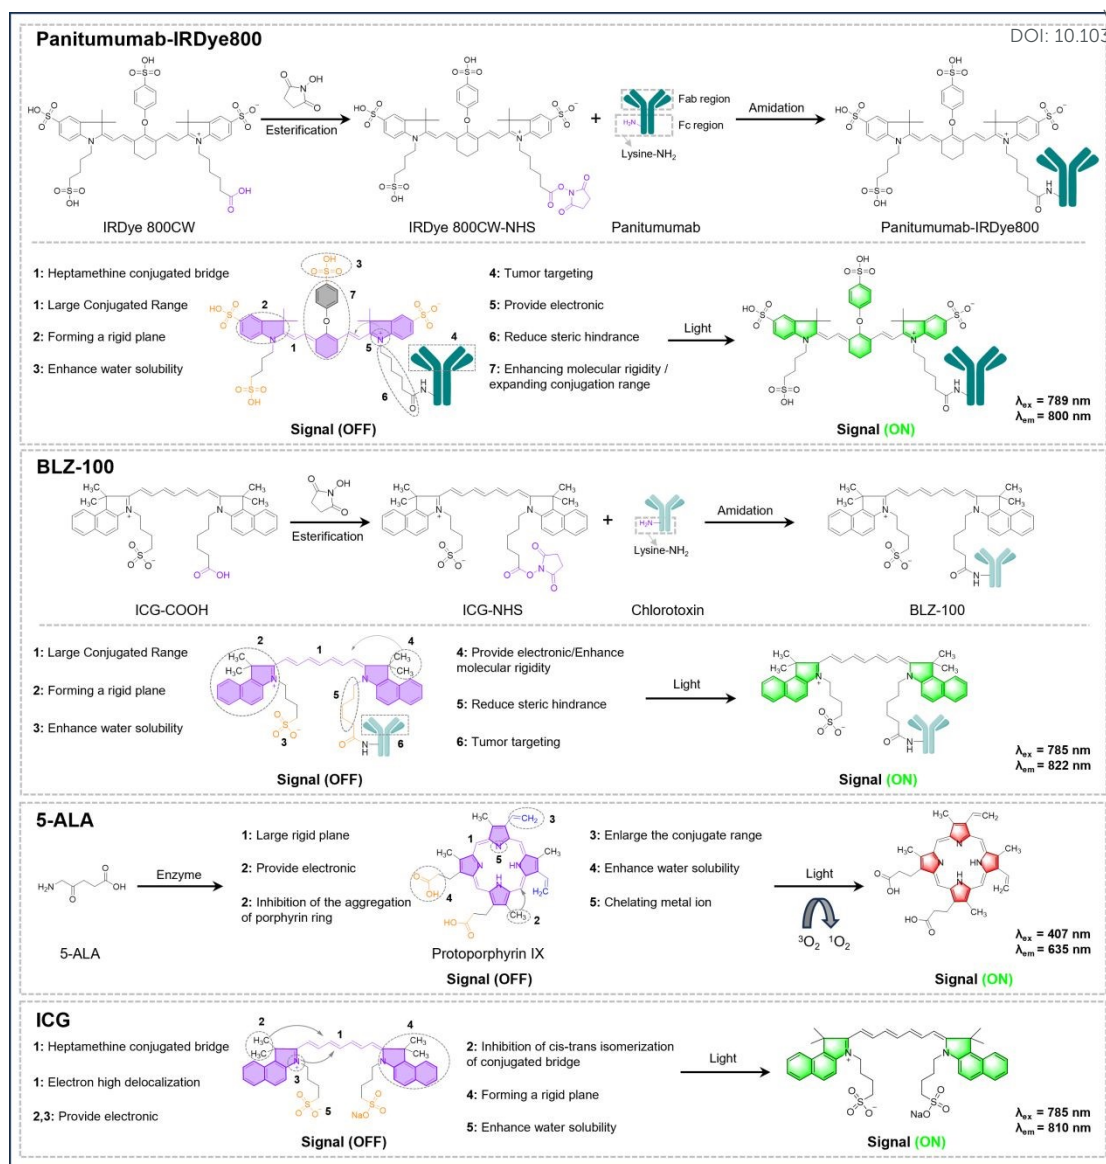 DOI: 10.103
Panitumumab-IRDye800
N-OH
Esterification
Fab region
Fc region
H₂N
Lysine-NH₂
Amidation
IRDye 800CW
IRDye 800CW-NHS
Panitumumab
Panitumumab-IRDye800
1: Heptamethine conjugated bridge
1: Large Conjugated Range
2: Forming a rigid plane
3: Enhance water solubility
4: Tumor targeting
5: Provide electronic
6: Reduce steric hindrance
7: Enhancing molecular rigidity /
expanding conjugation range
Light
Signal (OFF)
Signal (ON)
λex = 789 nm
λem = 800 nm
BLZ-100
Esterification
H₂N
Lysine-NH₂
Amidation
ICG-COOH
ICG-NHS
Chlorotoxin
BLZ-100
1: Large Conjugated Range
2: Forming a rigid plane
3: Enhance water solubility
4: Provide electronic/Enhance
molecular rigidity
5: Reduce steric hindrance
6: Tumor targeting
Light
Signal (OFF)
Signal (ON)
λex = 785 nm
λem = 822 nm
5-ALA
Enzyme
5-ALA
1: Large rigid plane
2: Provide electronic
2: Inhibition of the aggregation
of porphyrin ring
Protoporphyrin IX
Signal (OFF)
3: Enlarge the conjugate range
4: Enhance water solubility
5: Chelating metal ion
Light
³O₂ ¹O₂
Signal (ON)
λex = 407 nm
λem = 635 nm
ICG
1: Heptamethine conjugated bridge
1: Electron high delocalization
2,3: Provide electronic
Signal (OFF)
2: Inhibition of cis-trans isomerization
of conjugated bridge
4: Forming a rigid plane
5: Enhance water solubility
Light
Signal (ON)
λex = 785 nm
λem = 810 nm